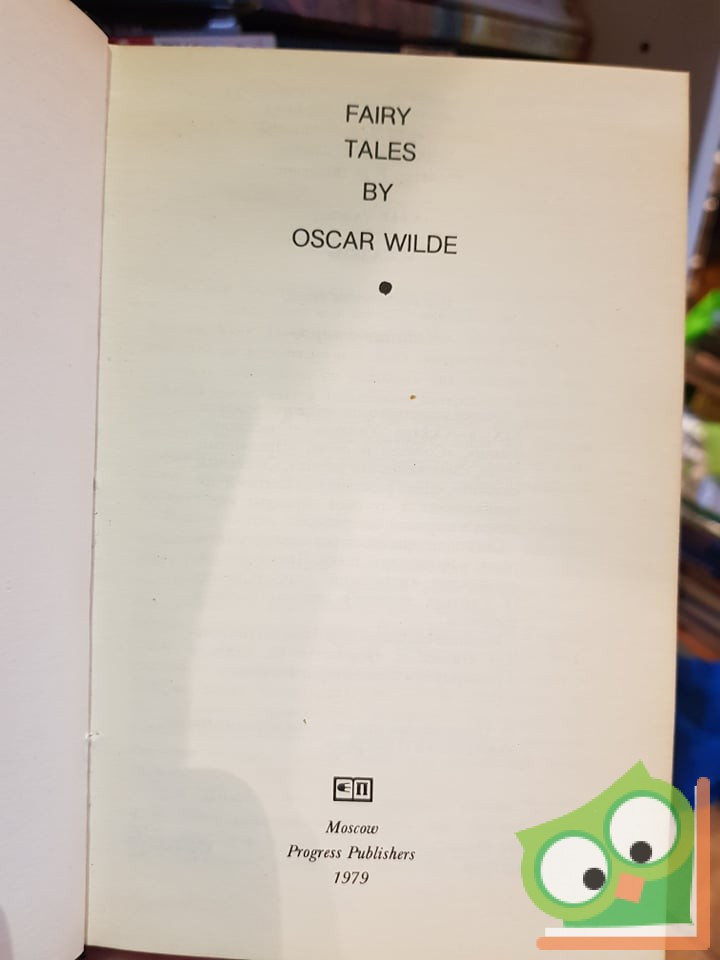 FAIRY
TALES
BY
OSCAR WILDE
П
Moscow
Progress Publishers
1979